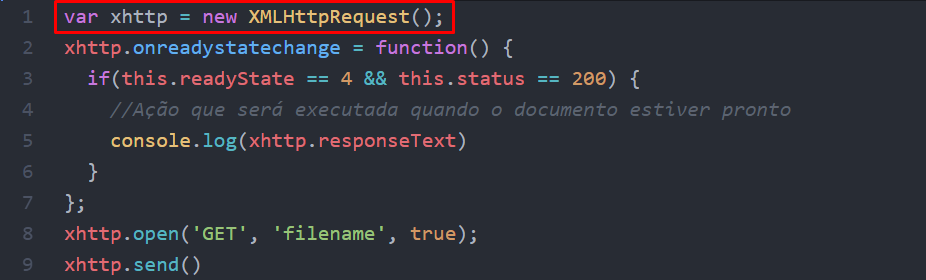 1 var xhttp = new XMLHttpRequest();
2 xhttp.onreadystatechange = function() {
3 if(this.readyState == 4 && this.status == 200) {
4 //Ação que será executada quando o documento estiver pronto
5 console.log(xhttp.responseText)
6 }
7 };
8 xhttp.open('GET', 'filename', true);
9 xhttp.send()